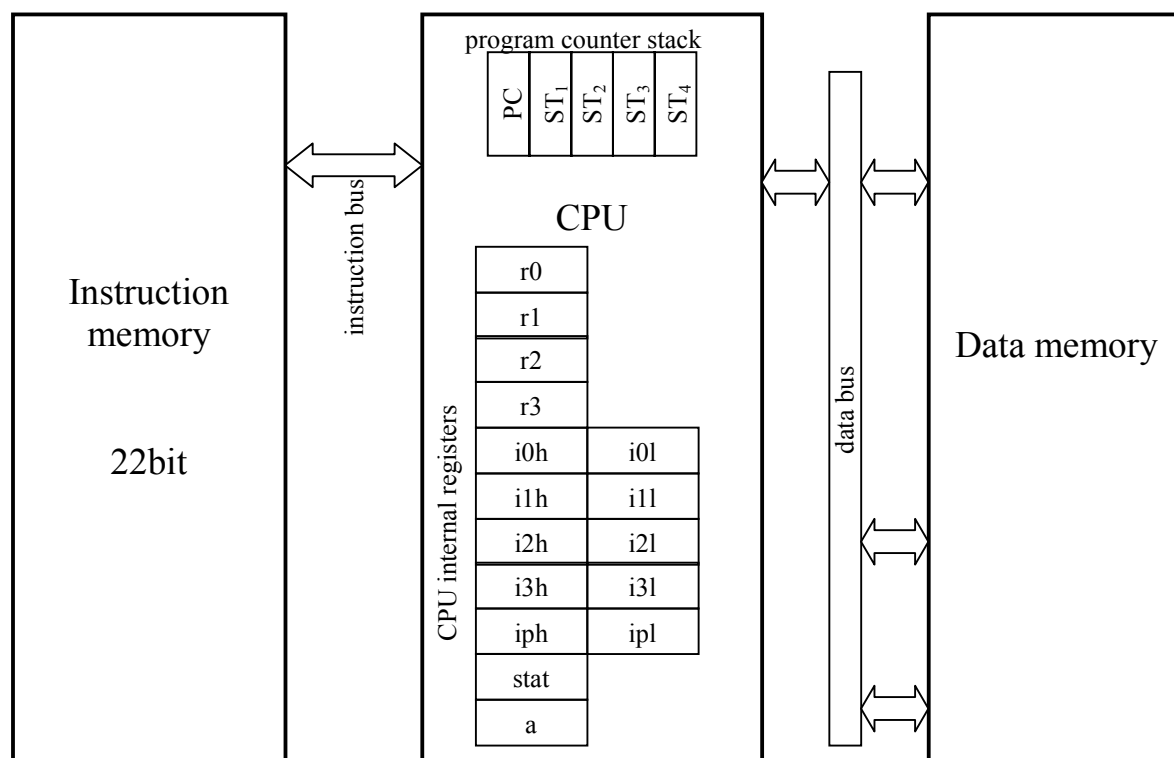 program counter stack
PC
ST₁
ST₂
ST₃
ST₄
instruction bus
CPU
Instruction
memory
22bit
Data memory
data bus
CPU internal registers
r0
r1
r2
r3
i0h i0l
i1h i1l
i2h i2l
i3h i3l
iph ipl
stat
a